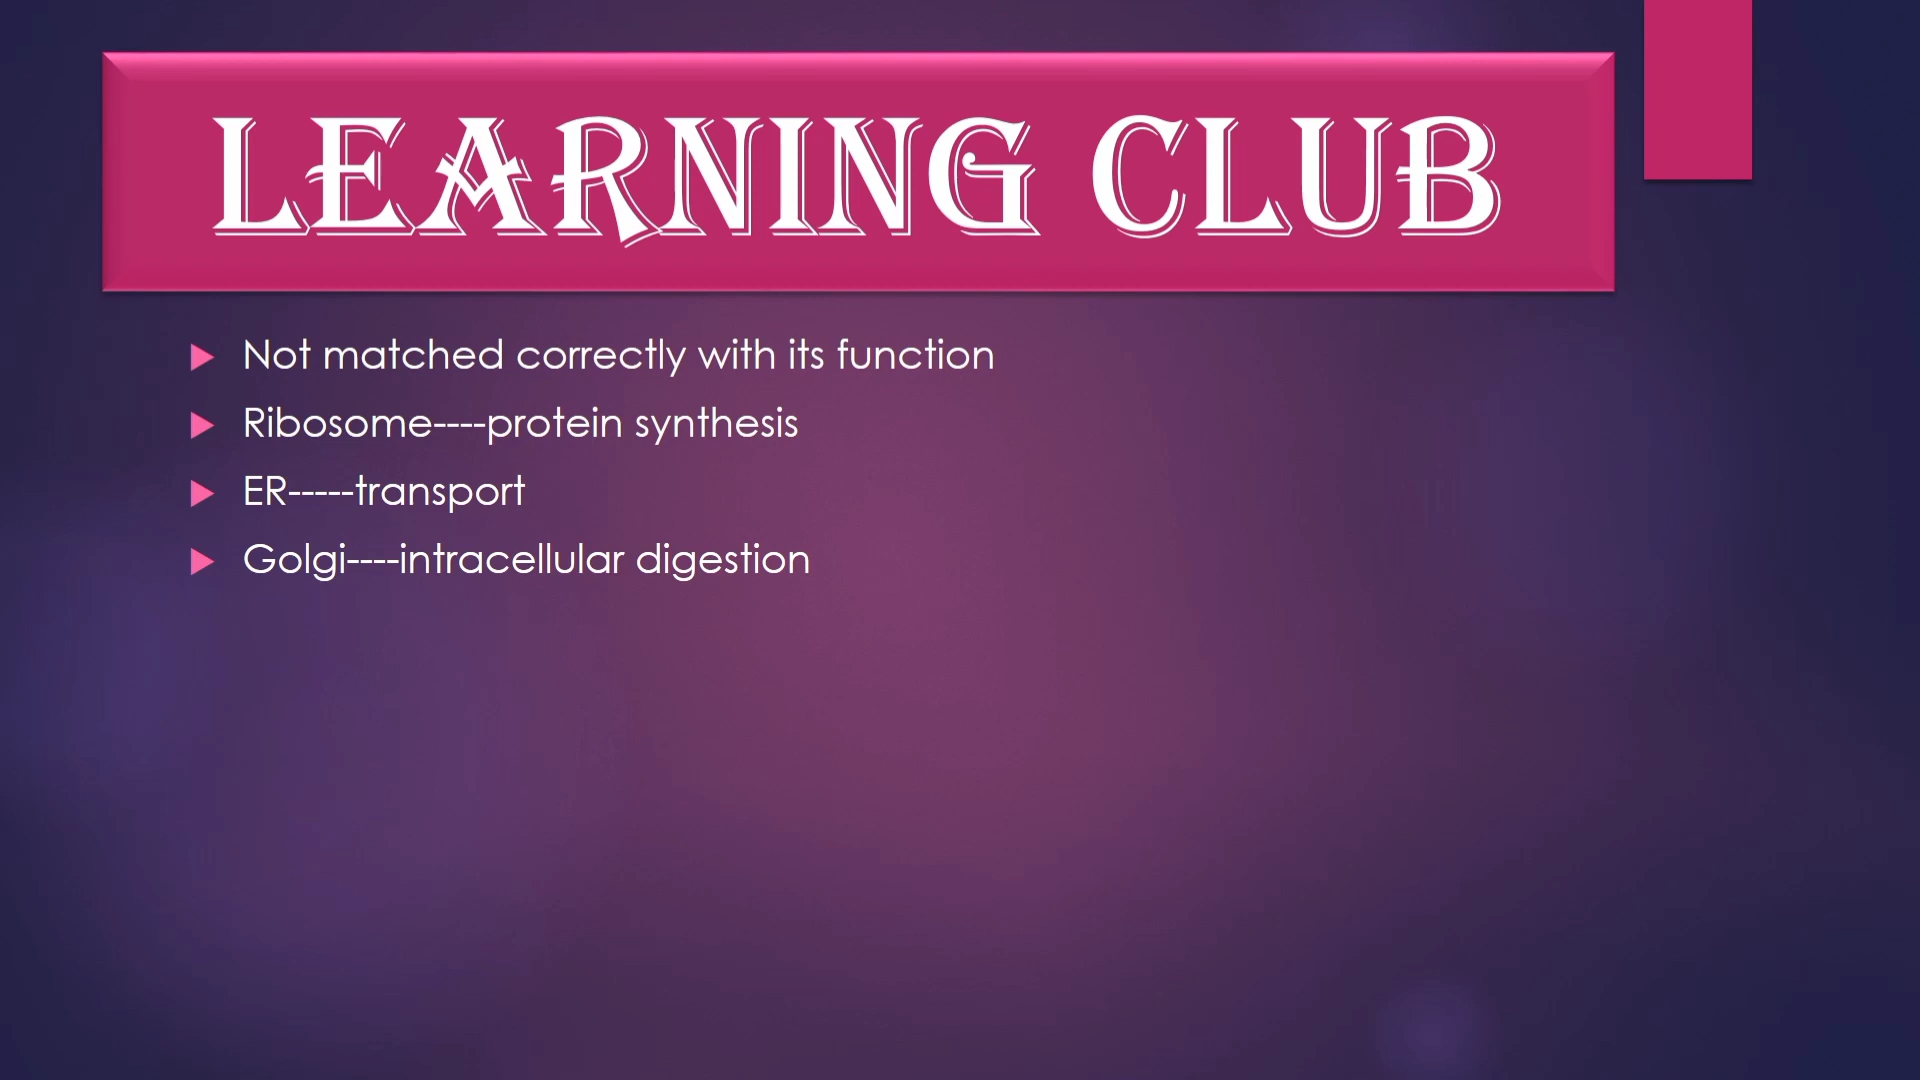 LEARNING CLUB
Not matched correctly with its function
Ribosome----protein synthesis
ER-----transport
Golgi----intracellular digestion